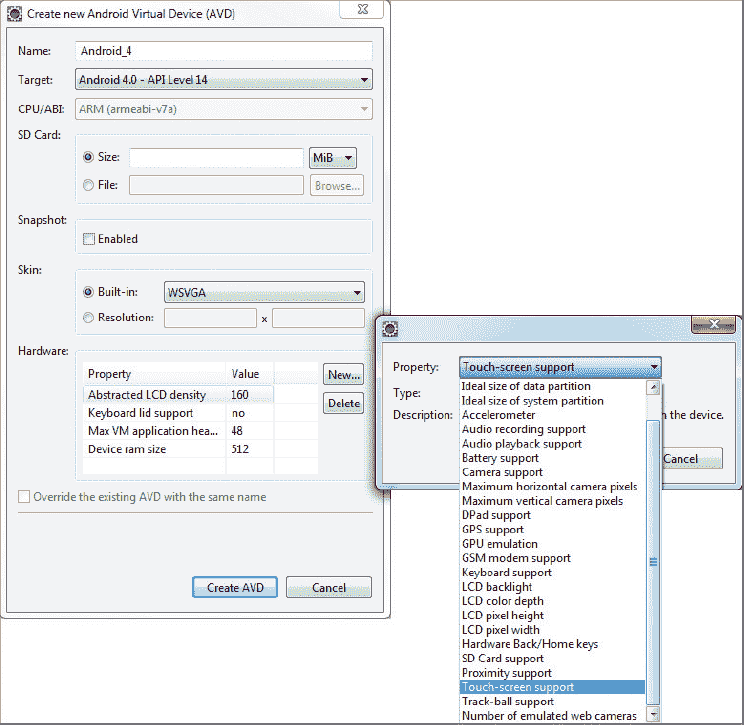 Create new Android Virtual Device (AVD)
Name: Android_4
Target: Android 4.0 - API Level 14
CPU/ABI: ARM (armeabi-v7a)
SD Card:
Size: MiB
File: Browse...
Snapshot:
Enabled
Skin:
Built-in: WSVGA
Resolution: x
Hardware:
Property Value New...
Abstracted LCD density 160
Delete
Keyboard lid support no
Max VM application hea... 48
Device ram size 512
Override the existing AVD with the same name
Create AVD Cancel
Property: Touch-screen support
Type:
Description: the device.
Cancel
Ideal size of data partition
Ideal size of system partition
Accelerometer
Audio recording support
Audio playback support
Battery support
Camera support
Maximum horizontal camera pixels
Maximum vertical camera pixels
DPad support
GPS support
GPU emulation
GSM modem support
Keyboard support
LCD backlight
LCD color depth
LCD pixel height
LCD pixel width
Hardware Back/Home keys
SD Card support
Proximity support
Touch-screen support
Track-ball support
Number of emulated web cameras